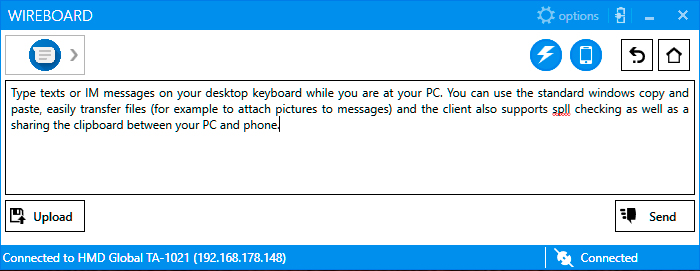 WIREBOARD
options
Type texts or IM messages on your desktop keyboard while you are at your PC. You can use the standard windows copy and
paste, easily transfer files (for example to attach pictures to messages) and the client also supports spll checking as well as a
sharing the clipboard between your PC and phone.
Upload
Send
Connected to HMD Global TA-1021 (192.168.178.148)
Connected